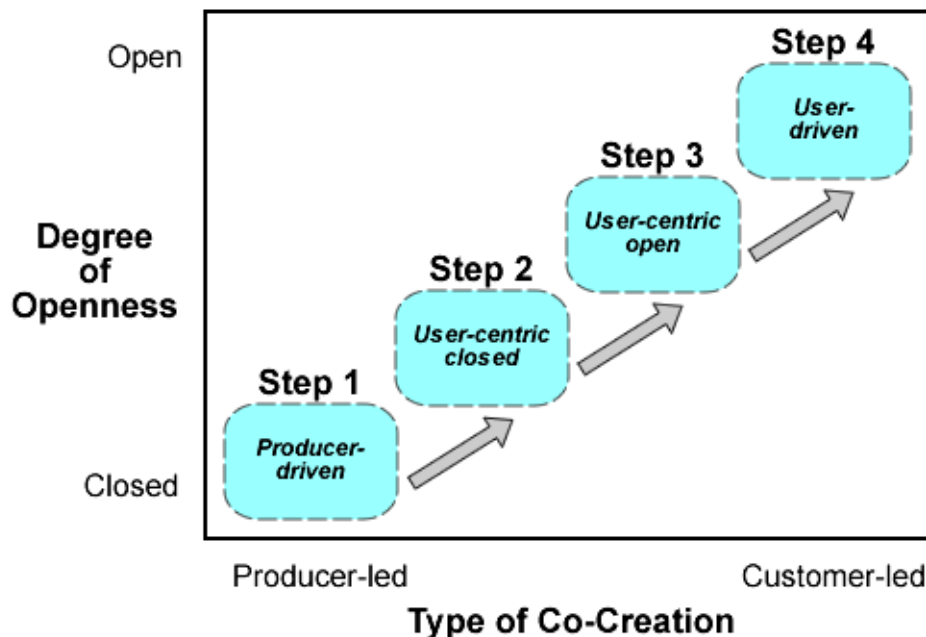 Open
Step 4
User-
driven
Step 3
User-centric
open
Degree
of
Openness
Step 2
User-centric
closed
Step 1
Producer-
driven
Closed
Producer-led
Customer-led
Type of Co-Creation